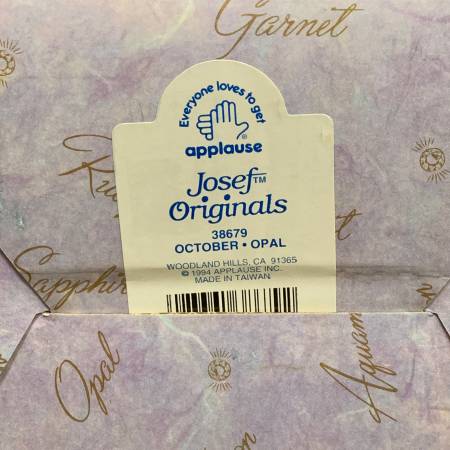 Garnet
Everyone loves to get
applause
Josef™
Originals
38679
OCTOBER • OPAL
WOODLAND HILLS, CA 91365
© 1994 APPLAUSE INC.
MADE IN TAIWAN
Opal